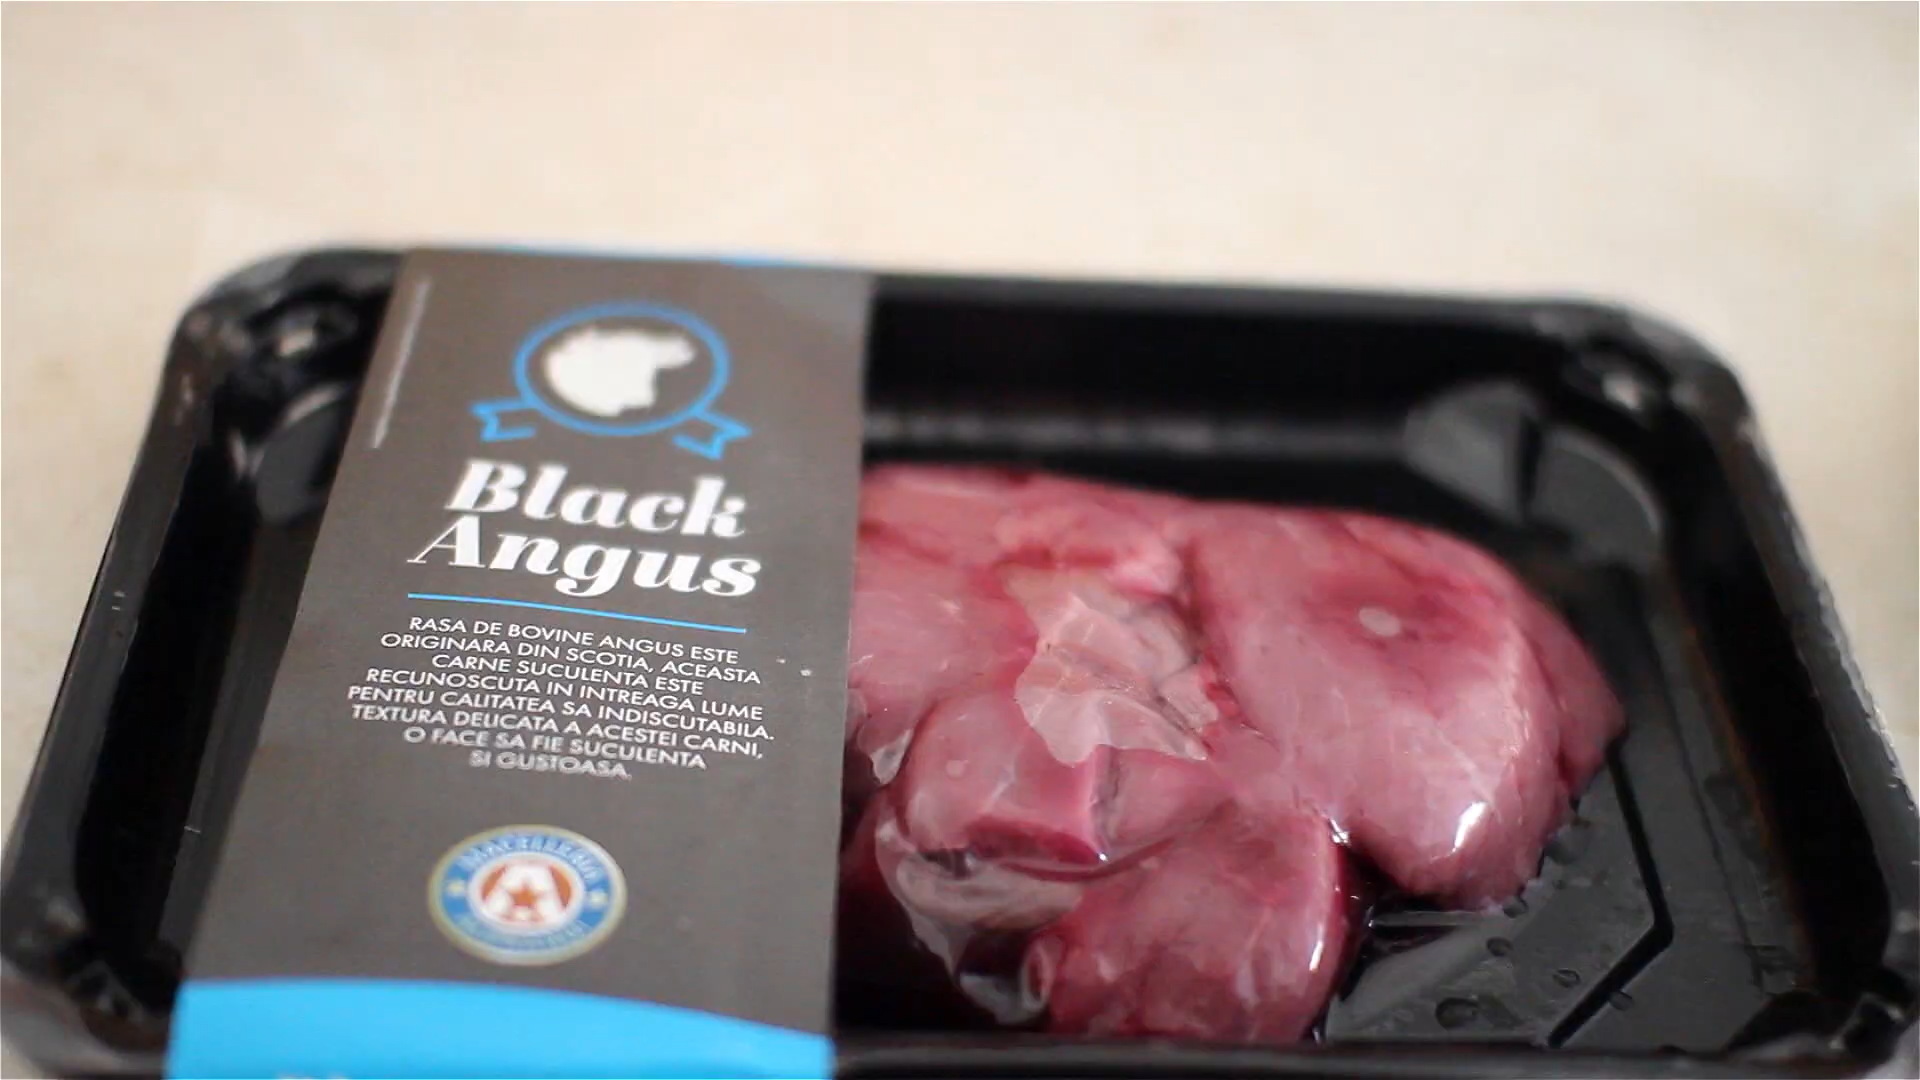 Black
Angus
RASA DE BOVINE ANGUS ESTE
ORIGINARA DIN SCOTIA, ACEASTA
CARNE SUCULENTA ESTE
RECUNOSCUTA IN INTREAGA LUME
PENTRU CALITATEA SA INDISCUTABILA.
TEXTURA DELICATA A ACESTEI CARNI,
O FACE SA FIE SUCULENTA
SI GUSTOASA.